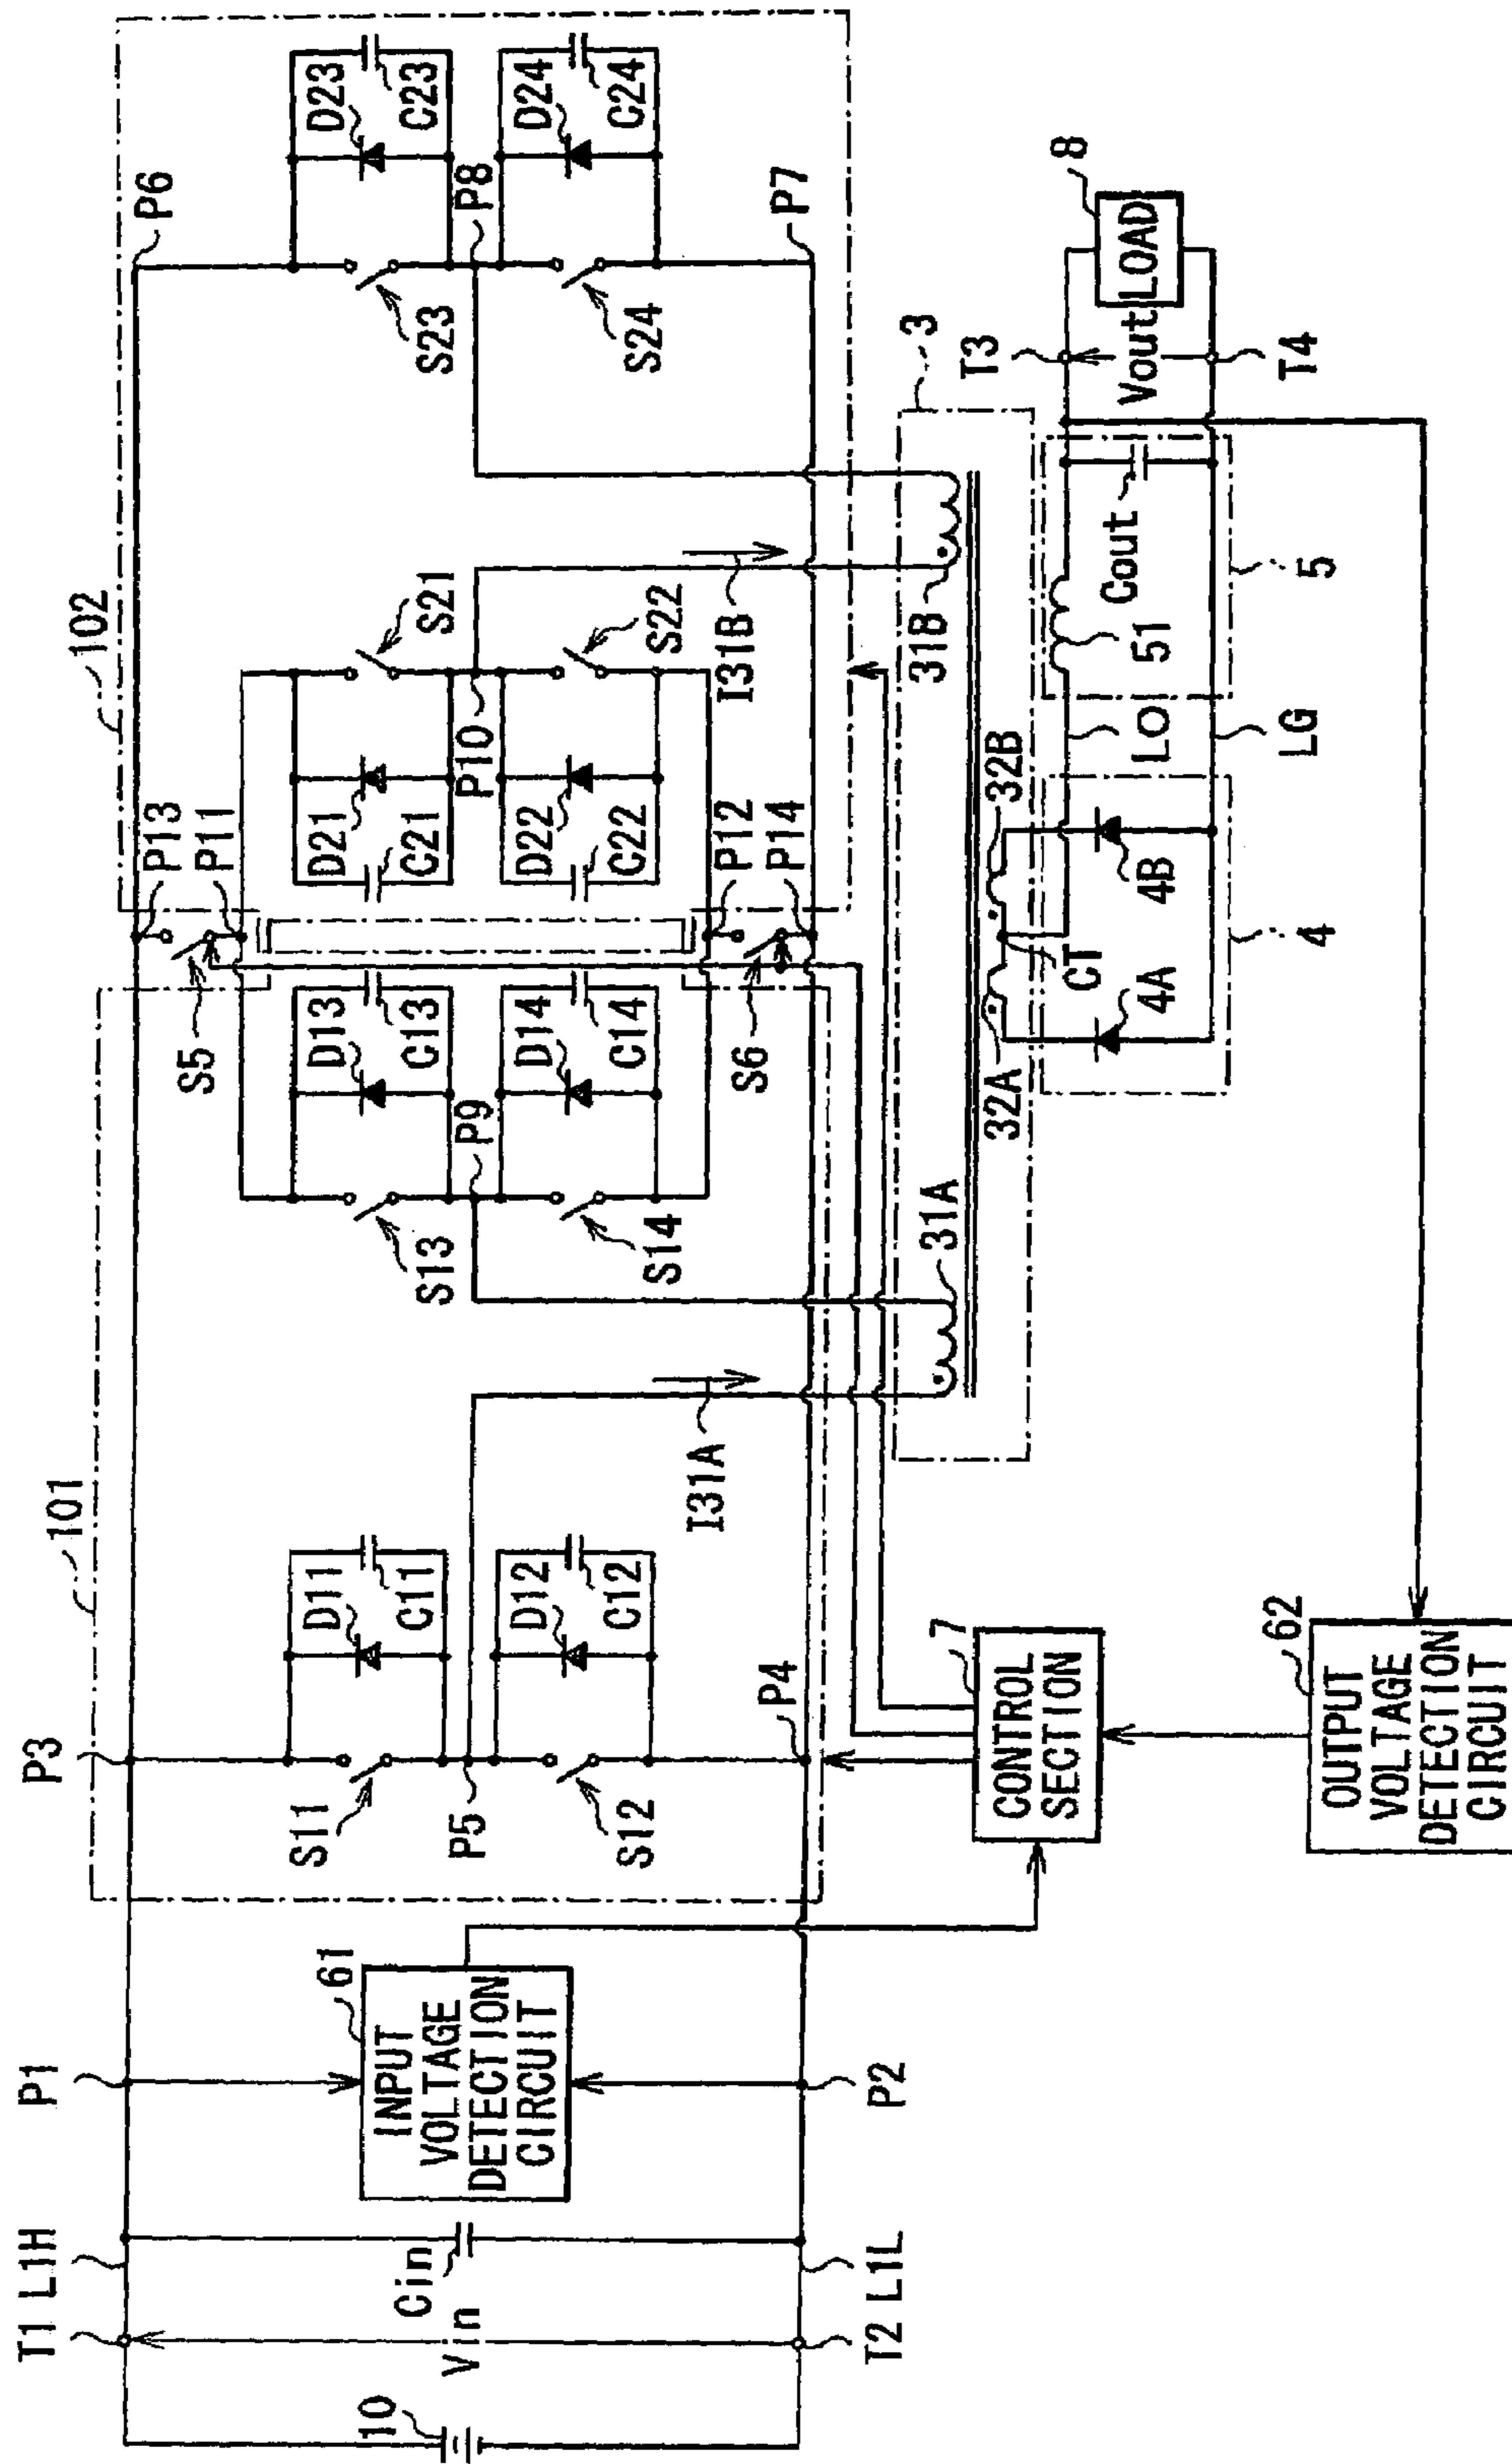 T1
L1H
P1
P3
101
102
P6
10
Vin
Cin
INPUT
VOLTAGE
DETECTION
CIRCUIT
61
T2
L1L
P2
P4
S11
D11
C11
P5
S12
D12
C12
I31A
S13
D13
C13
P9
S14
D14
C14
S5
P13
P11
S6
P12
P14
D21
C21
S21
P10
D22
C22
S22
I31B
S23
D23
C23
P8
S24
D24
C24
P7
31A
31B
3
32A
32B
CT
4A
4B
4
LO
LG
51
Cout
5
T3
Vout
T4
LOAD
8
7
CONTROL
SECTION
62
OUTPUT
VOLTAGE
DETECTION
CIRCUIT